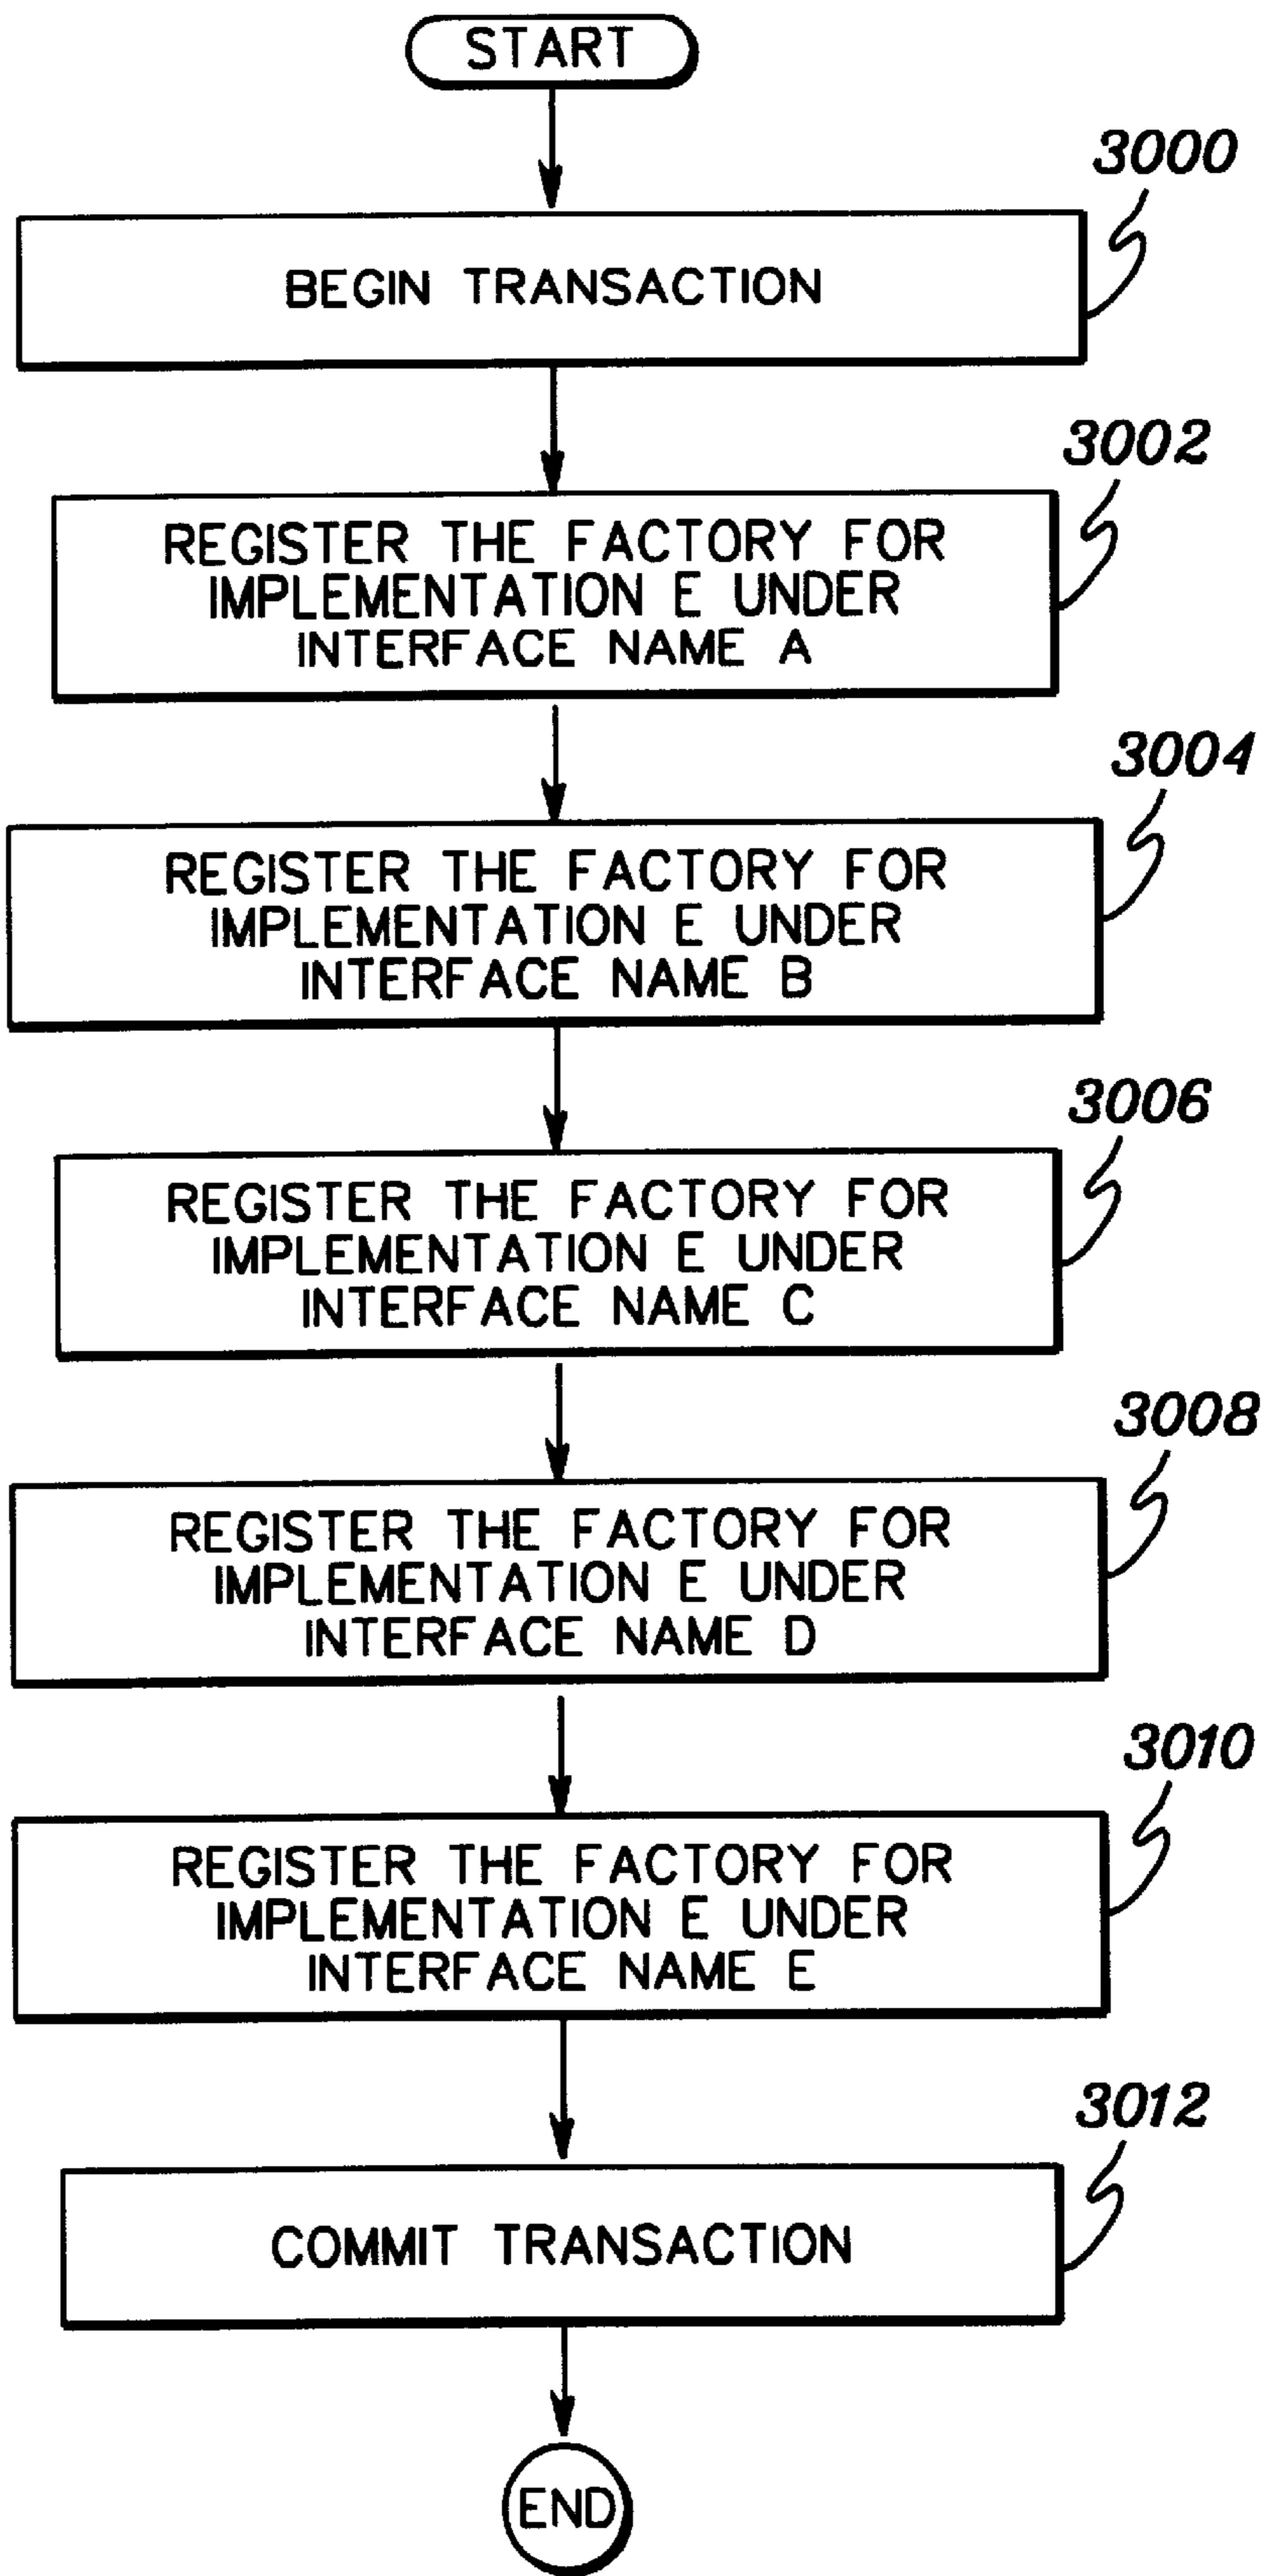 START
3000
BEGIN TRANSACTION
3002
REGISTER THE FACTORY FOR
IMPLEMENTATION E UNDER
INTERFACE NAME A
3004
REGISTER THE FACTORY FOR
IMPLEMENTATION E UNDER
INTERFACE NAME B
3006
REGISTER THE FACTORY FOR
IMPLEMENTATION E UNDER
INTERFACE NAME C
3008
REGISTER THE FACTORY FOR
IMPLEMENTATION E UNDER
INTERFACE NAME D
3010
REGISTER THE FACTORY FOR
IMPLEMENTATION E UNDER
INTERFACE NAME E
3012
COMMIT TRANSACTION
END